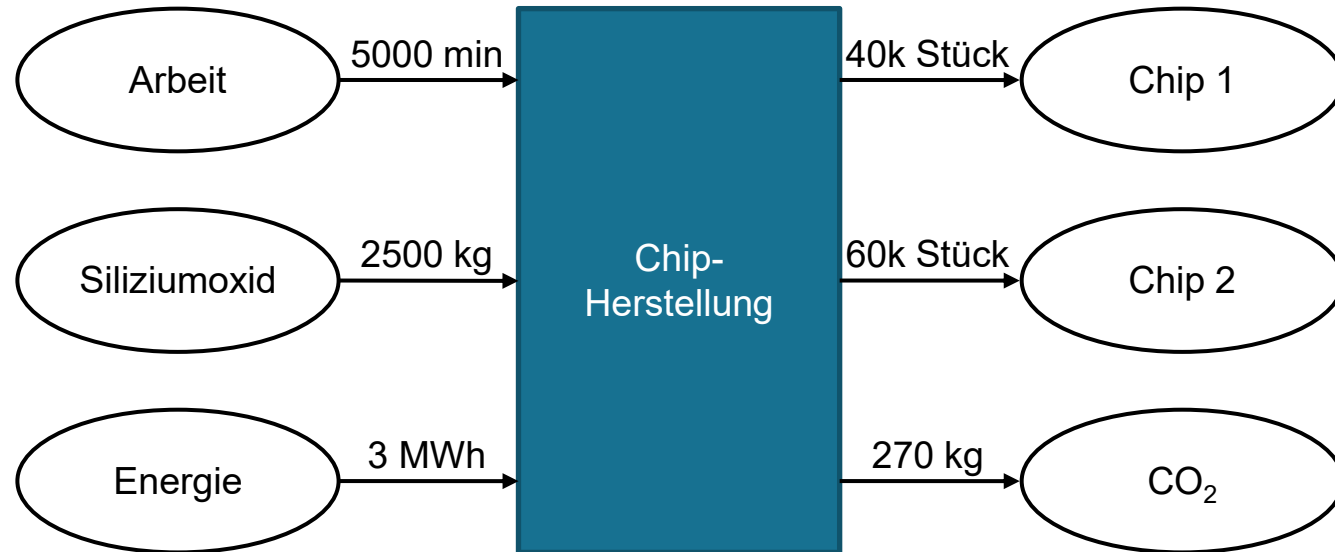 Arbeit
5000 min
40k Stück
Chip 1
Siliziumoxid
2500 kg
Chip-
Herstellung
60k Stück
Chip 2
Energie
3 MWh
270 kg
CO₂